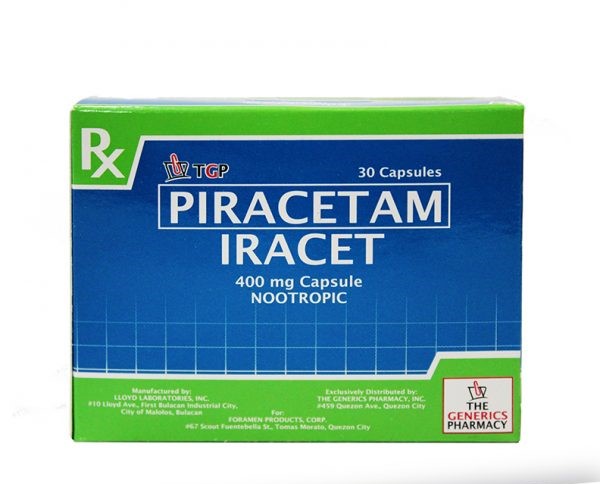 Rx
TGP
30 Capsules
PIRACETAM
IRACET
400 mg Capsule
NOOTROPIC
Manufactured by:
LLOYD LABORATORIES, INC.
#10 Lloyd Ave., First Bulacan Industrial City,
City of Malolos, Bulacan
For:
FORAMEN PRODUCTS, CORP.
#67 Scout Fuentebella St., Tomas Morato, Quezon City
Exclusively Distributed by:
THE GENERICS PHARMACY, INC.
#459 Quezon Ave., Quezon City
THE
GENERICS
PHARMACY